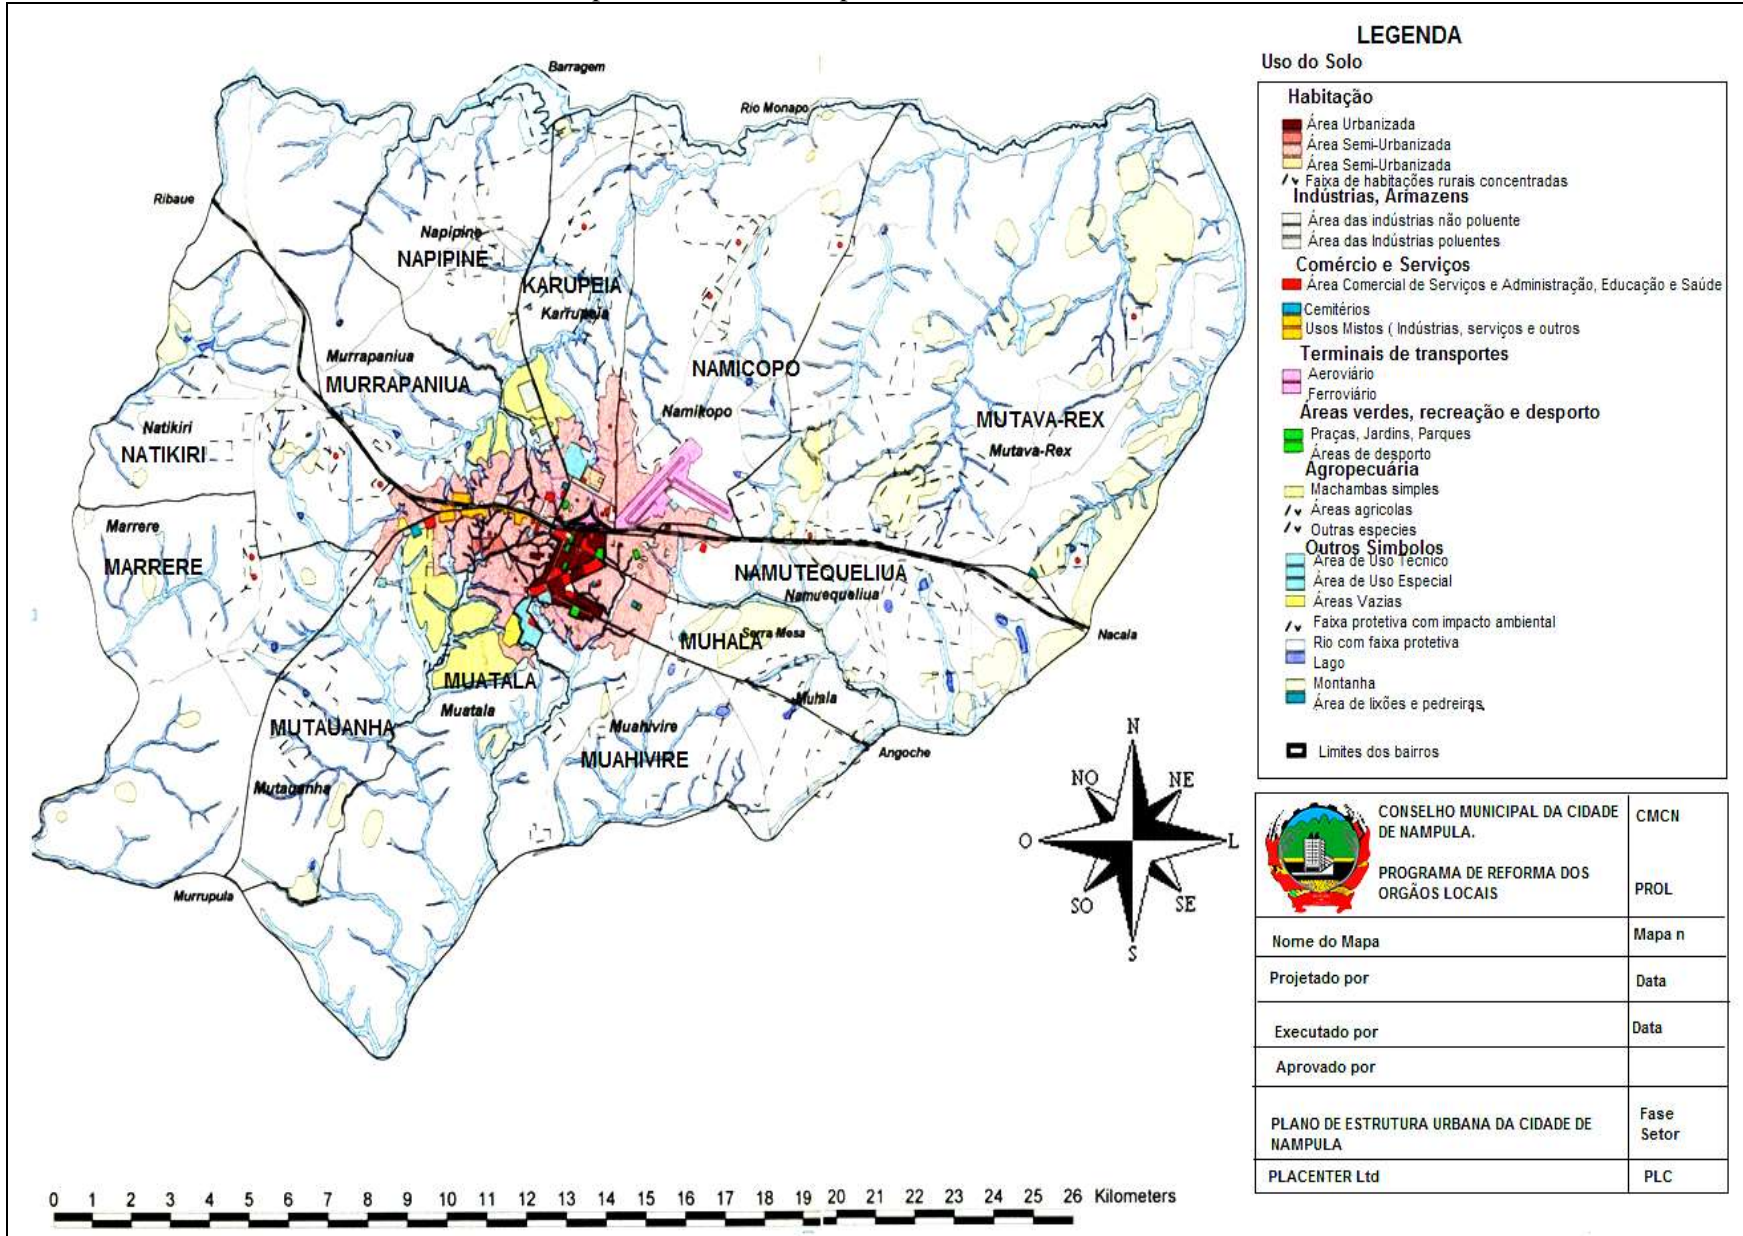 Barragem
Rio Monapo
Ribaue
Napipine
NAPIPINE
KARUPEIA
Karrupeia
Murrapaniua
MURRAPANIUA
NAMICOPO
Namikopo
MUTAVA-REX
Mutava-Rex
Natikiri
NATIKIRI
Marrere
MARRERE
NAMUTEQUELIUA
Namutequeliua
Nacala
Serra Mesa
MUHALA
Muhala
MUATALA
Muatala
MUTAUANHA
Mutauanha
Muahivire
MUAHIVIRE
Angoche
Murrupula
N
NO
NE
O
L
SO
SE
S
0 1 2 3 4 5 6 7 8 9 10 11 12 13 14 15 16 17 18 19 20 21 22 23 24 25 26 Kilometers
LEGENDA
Uso do Solo
Habitação
Área Urbanizada
Área Semi-Urbanizada
Área Semi-Urbanizada
Faixa de habitações rurais concentradas
Indústrias, Armazens
Área das indústrias não poluente
Área das Indústrias poluentes
Comércio e Serviços
Área Comercial de Serviços e Administração, Educação e Saúde
Cemitérios
Usos Mistos ( Indústrias, serviços e outros
Terminais de transportes
Aeroviário
Ferroviário
Áreas verdes, recreação e desporto
Praças, Jardins, Parques
Áreas de desporto
Agropecuária
Machambas simples
Áreas agricolas
Outras especies
Outros Simbolos
Área de Uso Técnico
Área de Uso Especial
Áreas Vazias
Faixa protetiva com impacto ambiental
Rio com faixa protetiva
Lago
Montanha
Área de lixões e pedreiras,
Limites dos bairros
CONSELHO MUNICIPAL DA CIDADE
DE NAMPULA.
CMCN
PROGRAMA DE REFORMA DOS
ORGÃOS LOCAIS
PROL
Nome do Mapa
Mapa n
Projetado por
Data
Executado por
Data
Aprovado por
PLANO DE ESTRUTURA URBANA DA CIDADE DE
NAMPULA
Fase
Setor
PLACENTER Ltd
PLC